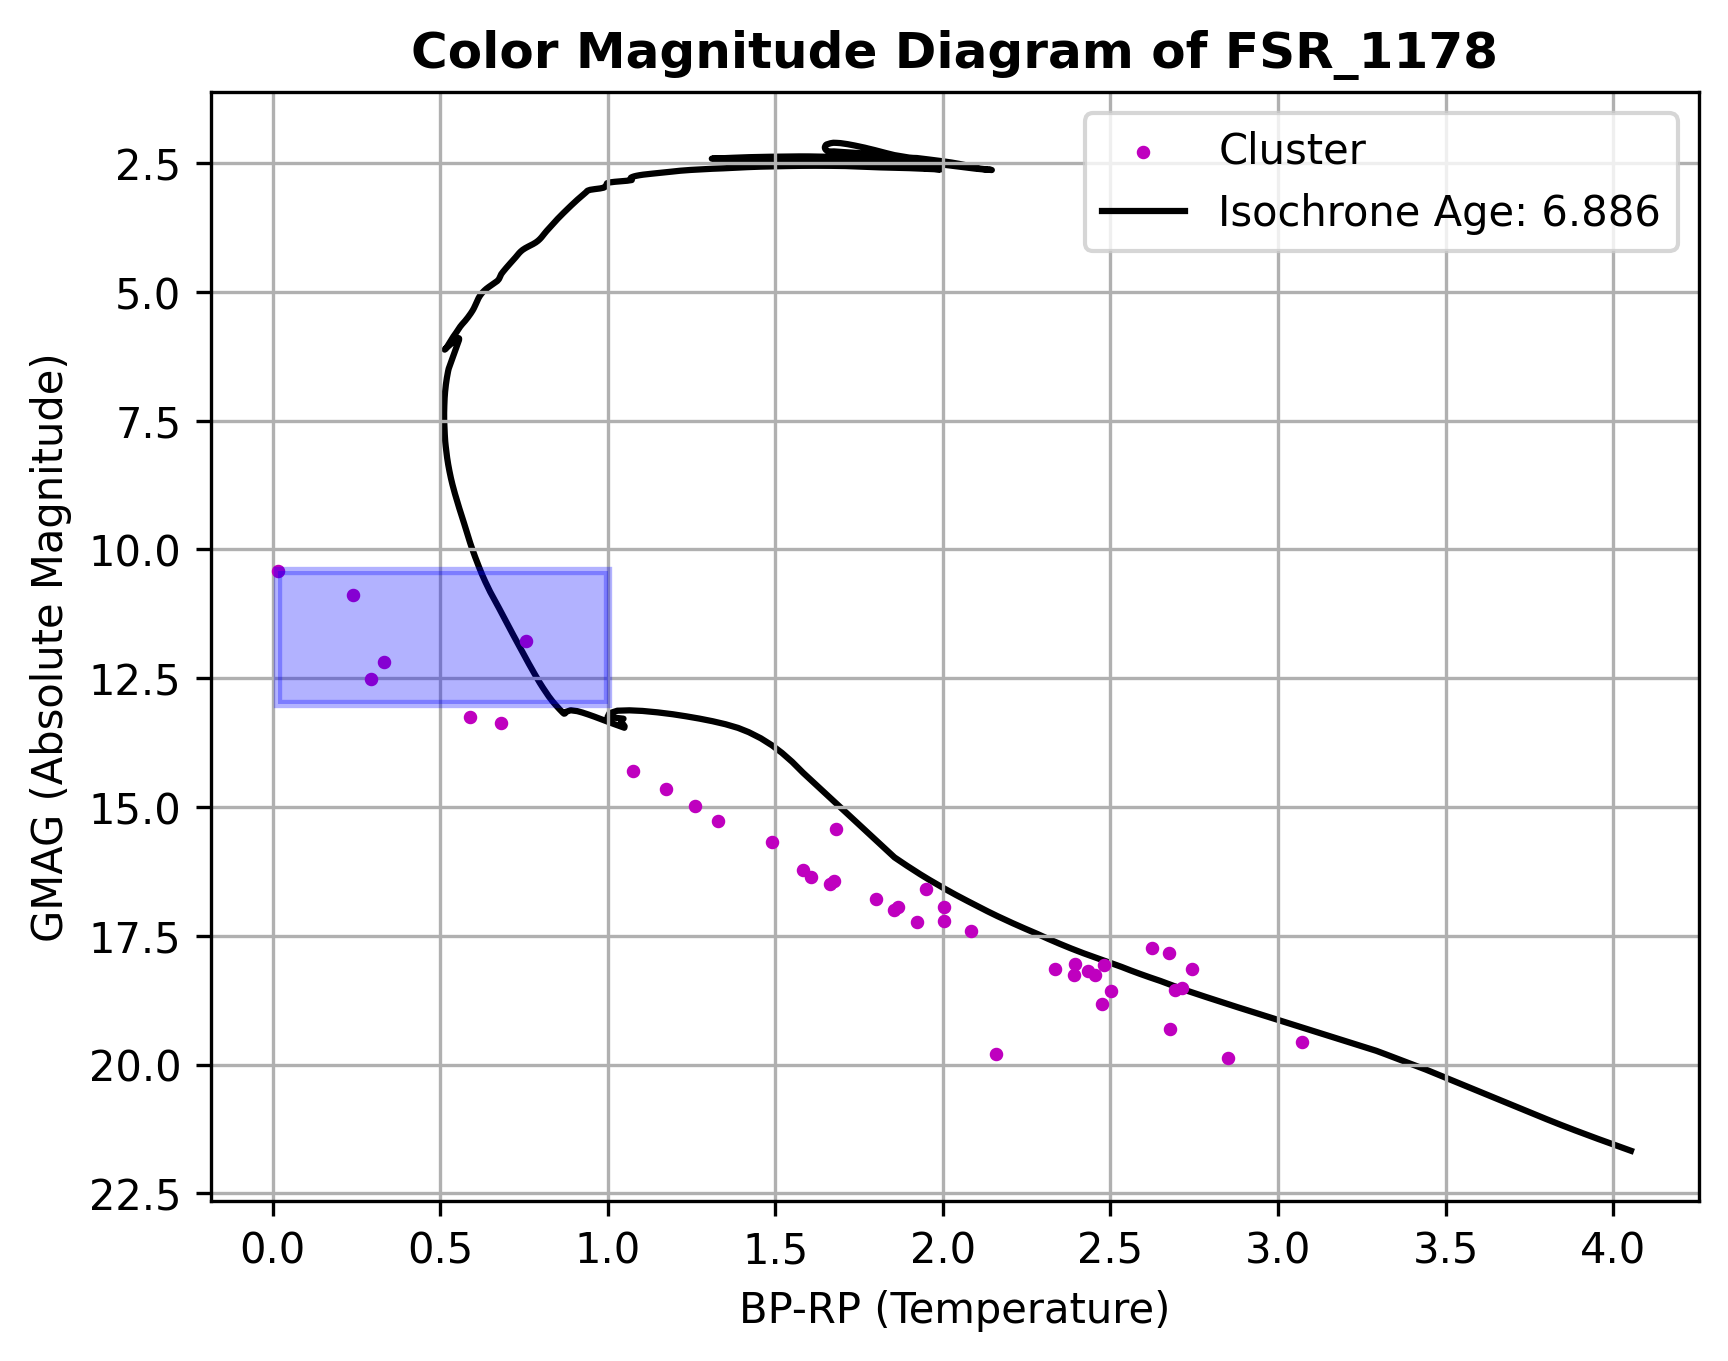 Color Magnitude Diagram of FSR_1178
Cluster
Isochrone Age: 6.886
GMAG (Absolute Magnitude)
2.5
5.0
7.5
10.0
12.5
15.0
17.5
20.0
22.5
0.0 0.5 1.0 1.5 2.0 2.5 3.0 3.5 4.0
BP-RP (Temperature)